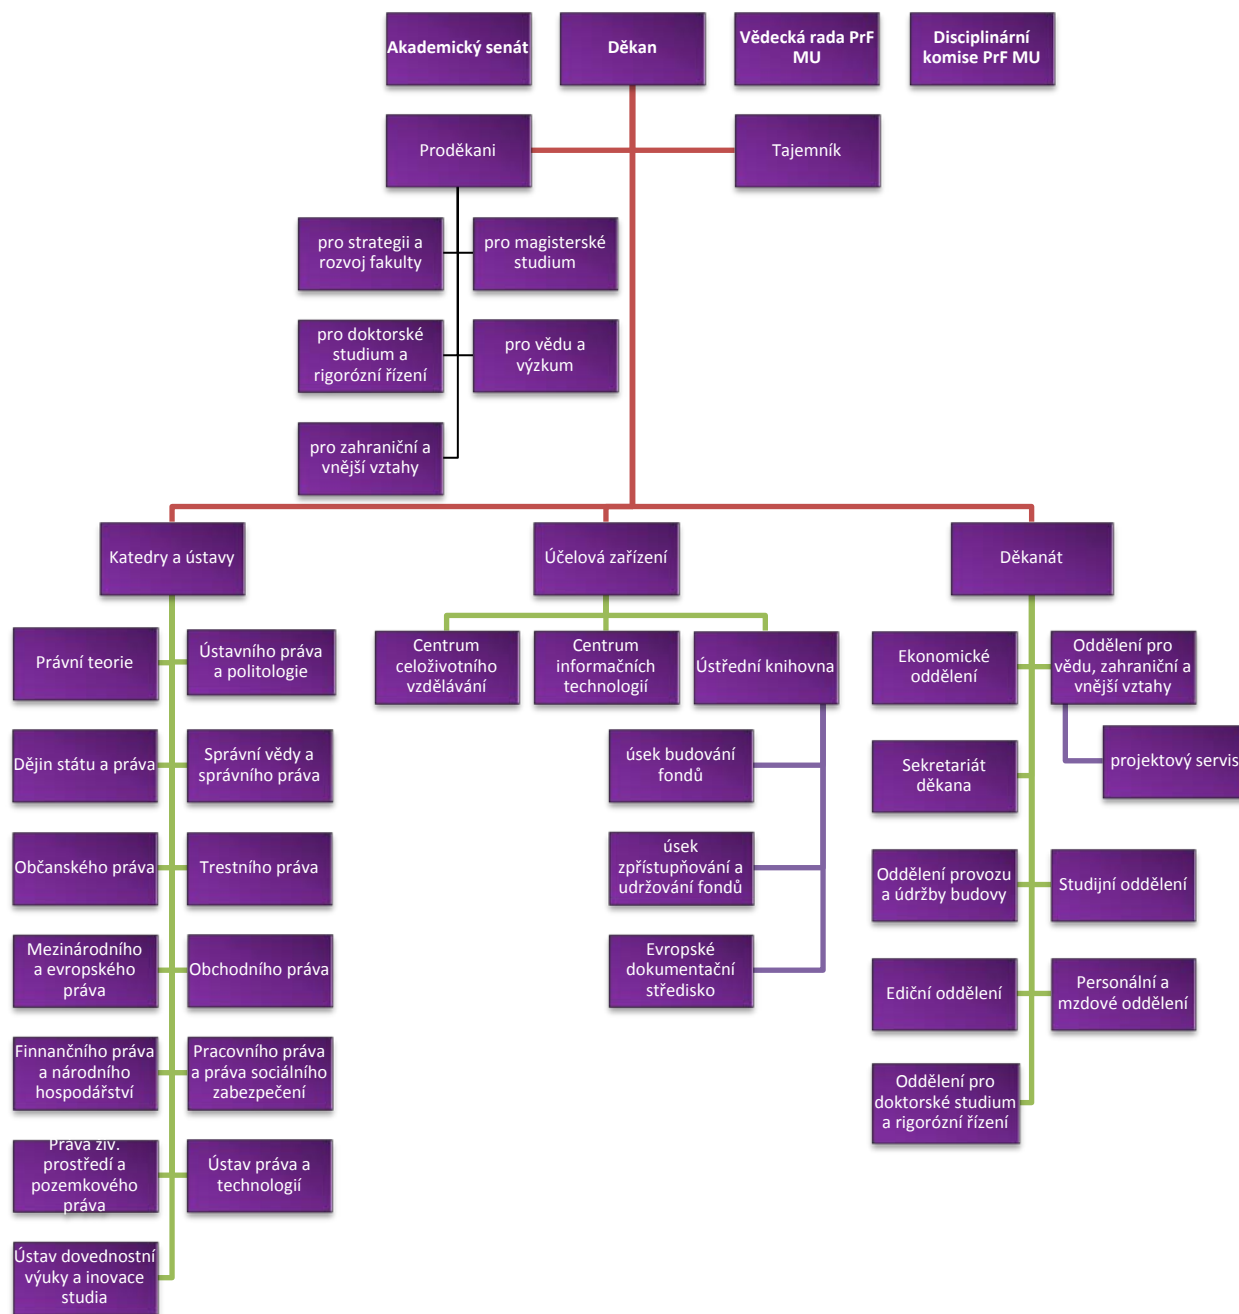 Akademický senát
Děkan
Vědecká rada PrF
MU
Disciplinární
komise PrF MU
Proděkani
Tajemník
pro strategii a
rozvoj fakulty
pro magisterské
studium
pro doktorské
studium a
rigorózní řízení
pro vědu a
výzkum
pro zahraniční a
vnější vztahy
Katedry a ústavy
Účelová zařízení
Děkanát
Právní teorie
Ústavního práva
a politologie
Dějin státu a práva
Správní vědy a
správního práva
Občanského práva
Trestního práva
Mezinárodního
a evropského
práva
Obchodního práva
Finnančního práva
a národního
hospodářství
Pracovního práva
a práva sociálního
zabezpečení
Práva živ.
prostředí a
pozemkového
práva
Ústav práva a
technologií
Ústav dovednostní
výuky a inovace
studia
Centrum
celoživotního
vzdělávání
Centrum
informačních
technologií
Ústřední knihovna
úsek budování
fondů
úsek
zpřístupňování a
udržování fondů
Evropské
dokumentační
středisko
Ekonomické
oddělení
Oddělení pro
vědu, zahraniční a
vnější vztahy
projektový servis
Sekretariát
děkana
Oddělení provozu
a údržby budovy
Studijní oddělení
Ediční oddělení
Personální a
mzdové oddělení
Oddělení pro
doktorské studium
a rigorózní řízení